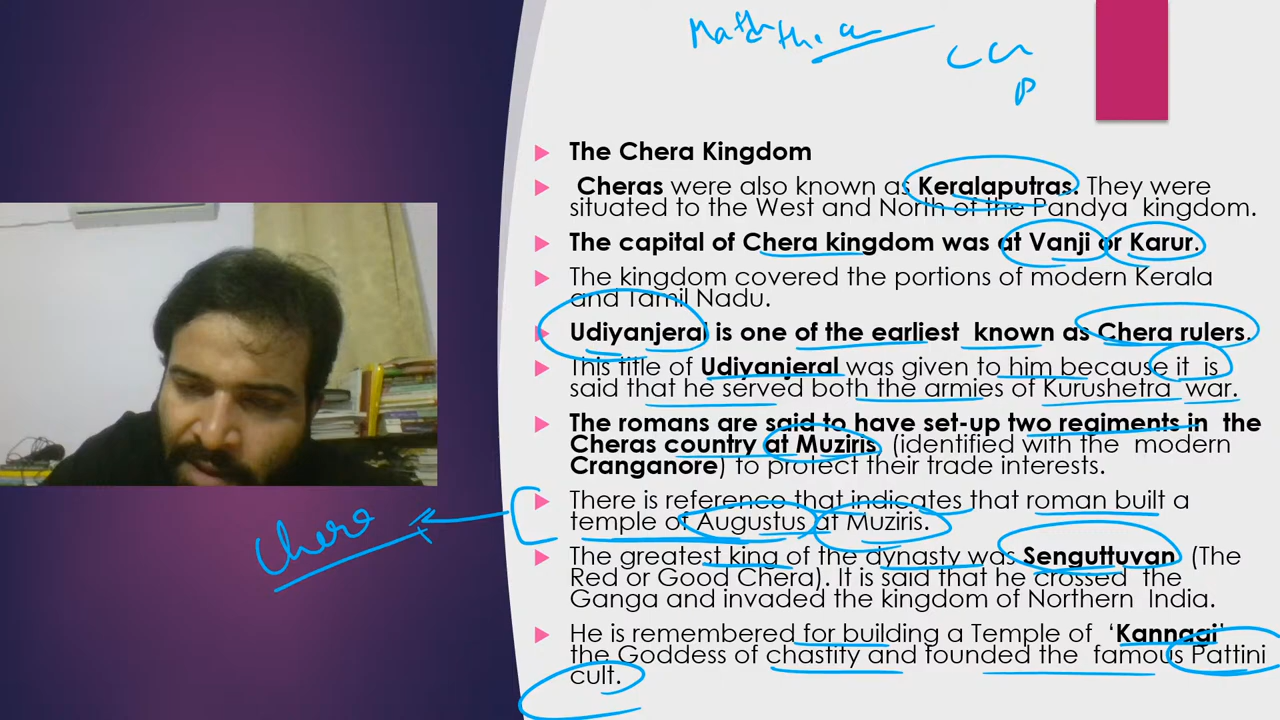 The Chera Kingdom
Cheras were also known as Keralaputras. They were
situated to the West and North of the Pandya kingdom.
The capital of Chera kingdom was at Vanji or Karur.
The kingdom covered the portions of modern Kerala
and Tamil Nadu.
Udiyanjeral is one of the earliest known as Chera rulers.
This title of Udiyanjeral was given to him because it is
said that he served both the armies of Kurushetra war.
The romans are said to have set-up two regiments in the
Cheras country at Muziris (identified with the modern
Cranganore) to protect their trade interests.
There is reference that indicates that roman built a
temple of Augustus at Muziris.
Chera
The greatest king of the dynasty was Senguttuvan (The
Red or Good Chera). It is said that he crossed the
Ganga and invaded the kingdom of Northern India.
He is remembered for building a Temple of ‘Kannagi’
the Goddess of chastity and founded the famous Pattini
cult.